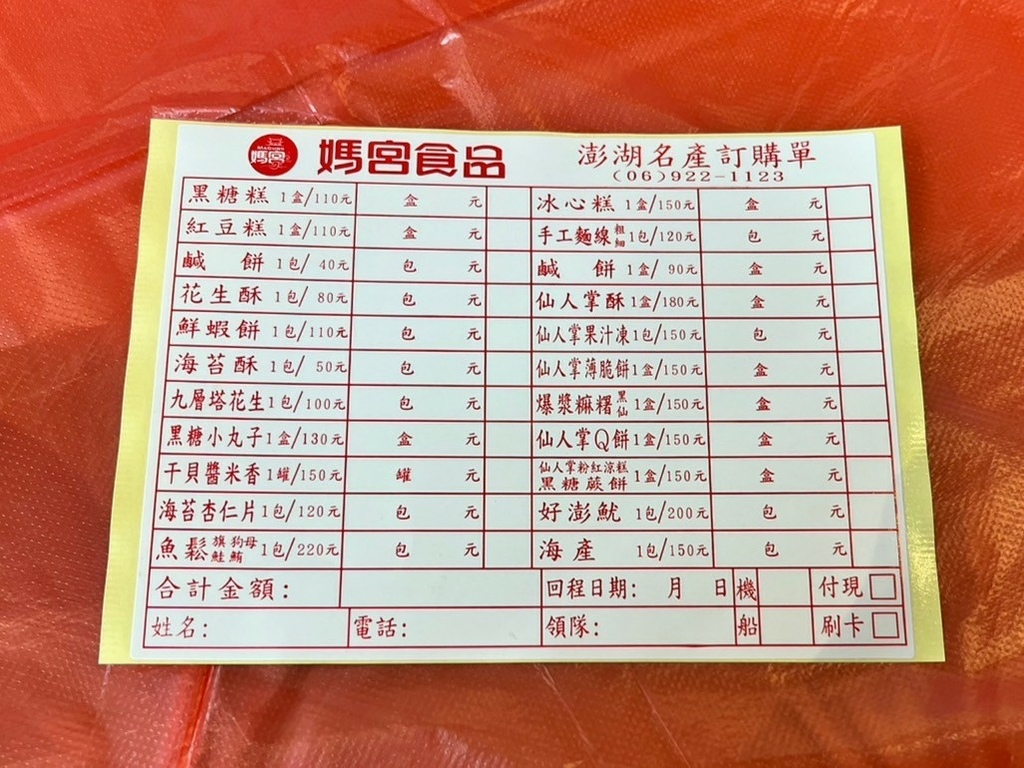 媽宮 媽宮食品 澎湖名產訂購單
(06)922-1123
黑糖糕 1盒/110元 盒 元 冰心糕 1盒/150元 盒 元
紅豆糕 1盒/110元 盒 元 手工麵線 粗細 1包/120元 包 元
鹹餅 1包/ 40元 包 元 鹹餅 1盒/ 90元 盒 元
花生酥 1包/ 80元 包 元 仙人掌酥 1盒/180元 盒 元
鮮蝦餅 1包/110元 包 元 仙人掌果汁凍 1包/150元 包 元
海苔酥 1包/ 50元 包 元 仙人掌薄脆餅 1盒/150元 盒 元
九層塔花生 1包/100元 包 元 爆漿麻糬 黑仙 1盒/150元 盒 元
黑糖小丸子 1盒/130元 盒 元 仙人掌Q餅 1盒/150元 盒 元
干貝醬米香 1罐/150元 罐 元 仙人掌粉紅涼糕 黑糖蕨餅 1盒/150元 盒 元
海苔杏仁片 1包/120元 包 元 好澎魷 1包/200元 包 元
魚鬆 旗鮭 狗母鮪 1包/220元 包 元 海產 1包/150元 包 元
合計金額: 回程日期: 月 日 機 付現
姓名: 電話: 領隊: 船 刷卡